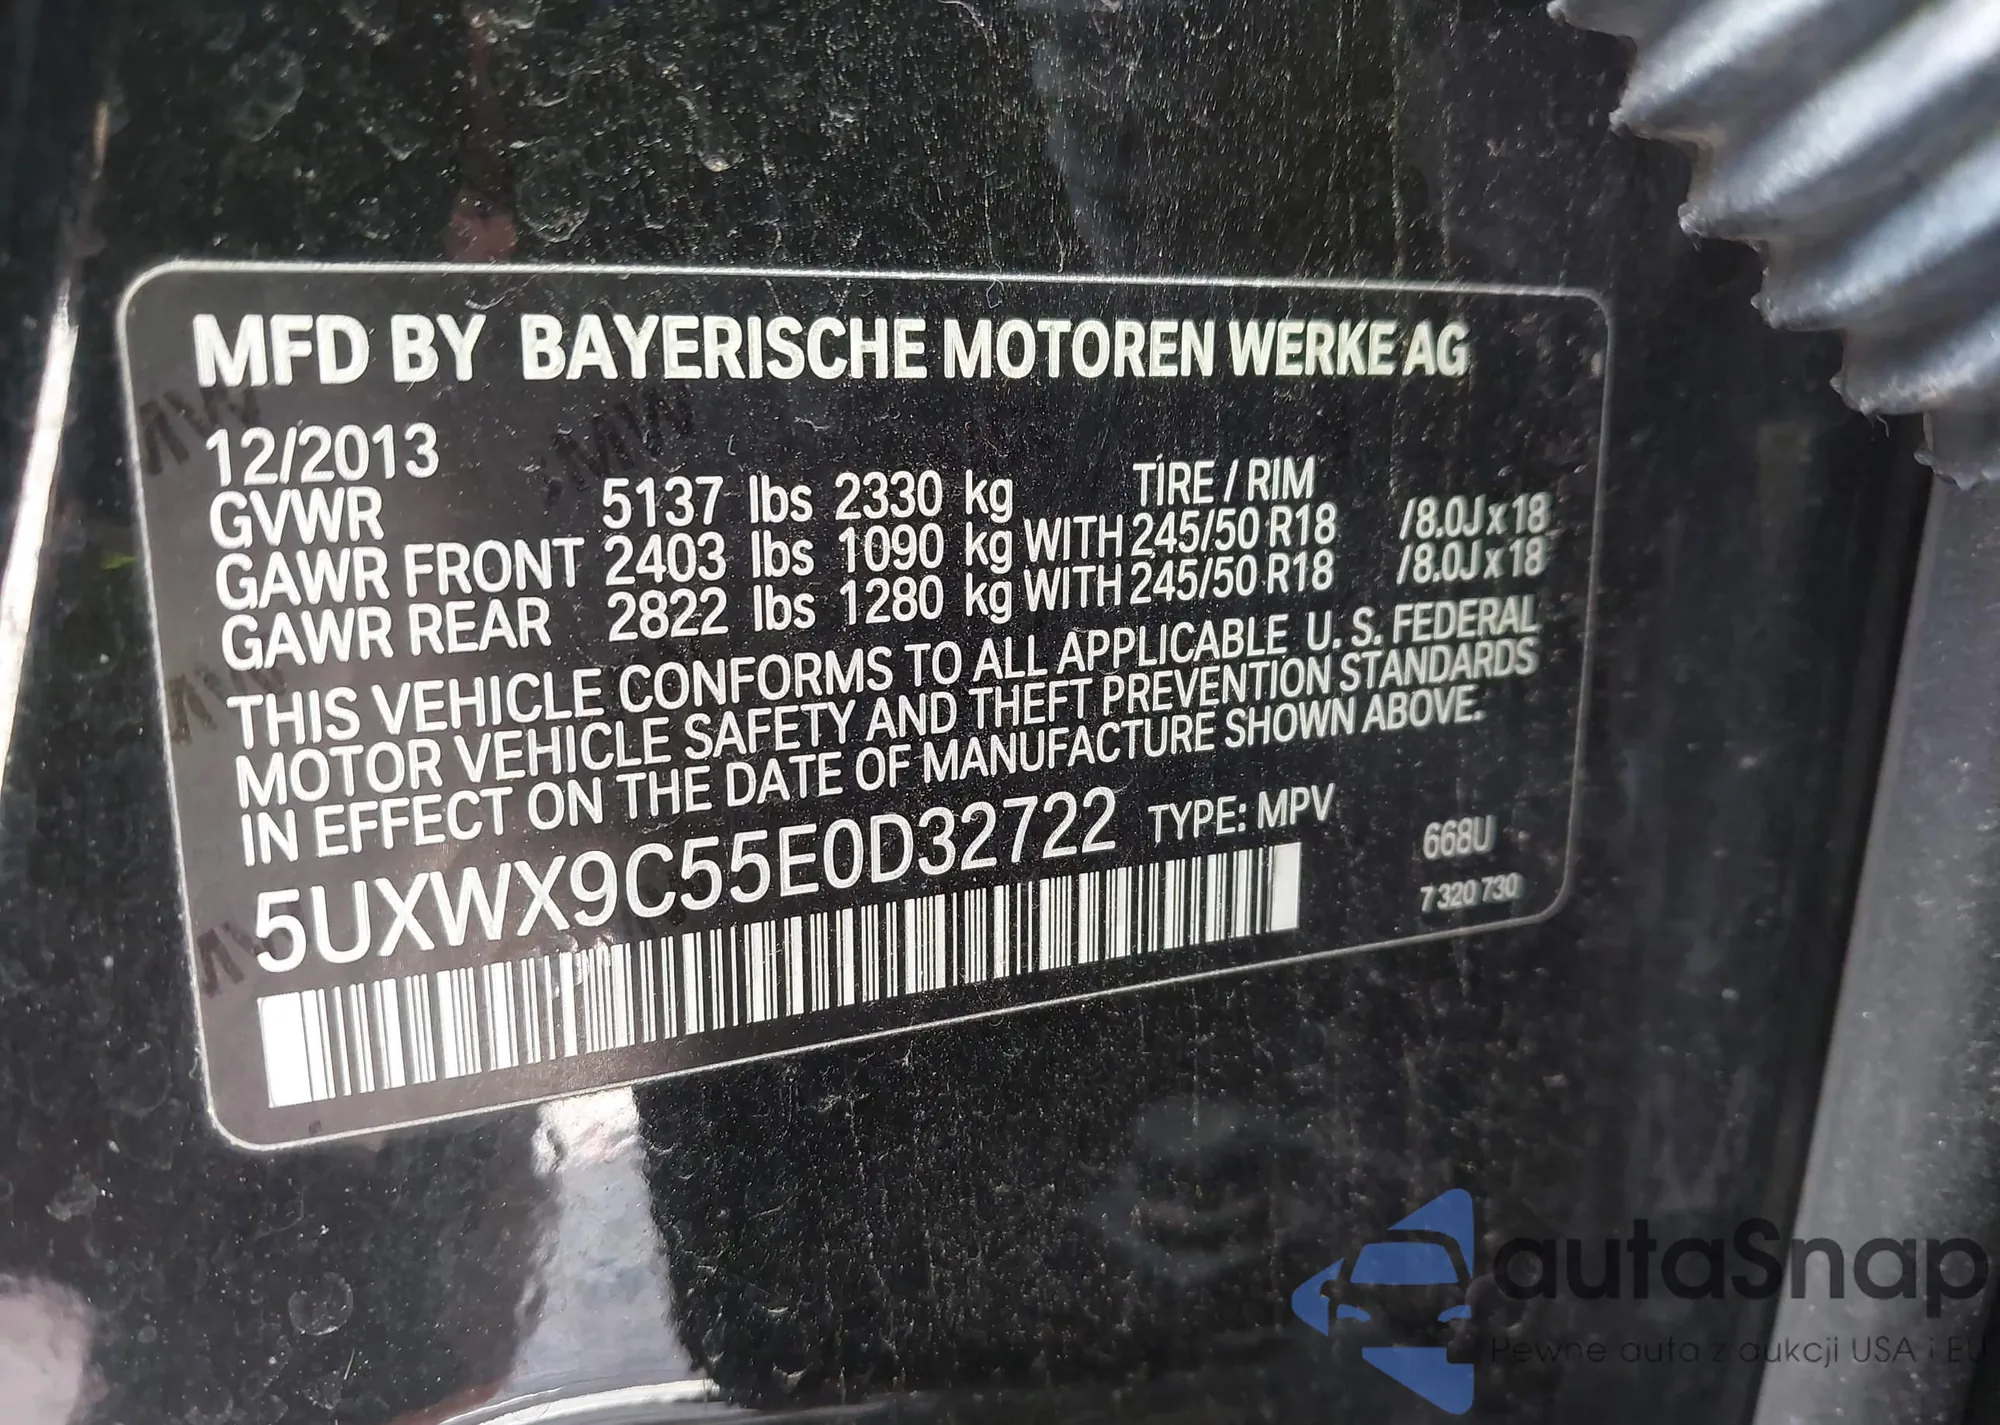 MFD BY BAYERISCHE MOTOREN WERKE AG
12/2013 TIRE / RIM
GVWR 5137 lbs 2330 kg
GAWR FRONT 2403 lbs 1090 kg WITH 245/50 R18 /8.0J x 18
GAWR REAR 2822 lbs 1280 kg WITH 245/50 R18 /8.0J x 18
THIS VEHICLE CONFORMS TO ALL APPLICABLE U. S. FEDERAL
MOTOR VEHICLE SAFETY AND THEFT PREVENTION STANDARDS
IN EFFECT ON THE DATE OF MANUFACTURE SHOWN ABOVE.
5UXWX9C55E0D32722 TYPE: MPV 668U
7 320 730
autaSnap
Pewne auta z aukcji USA i EU